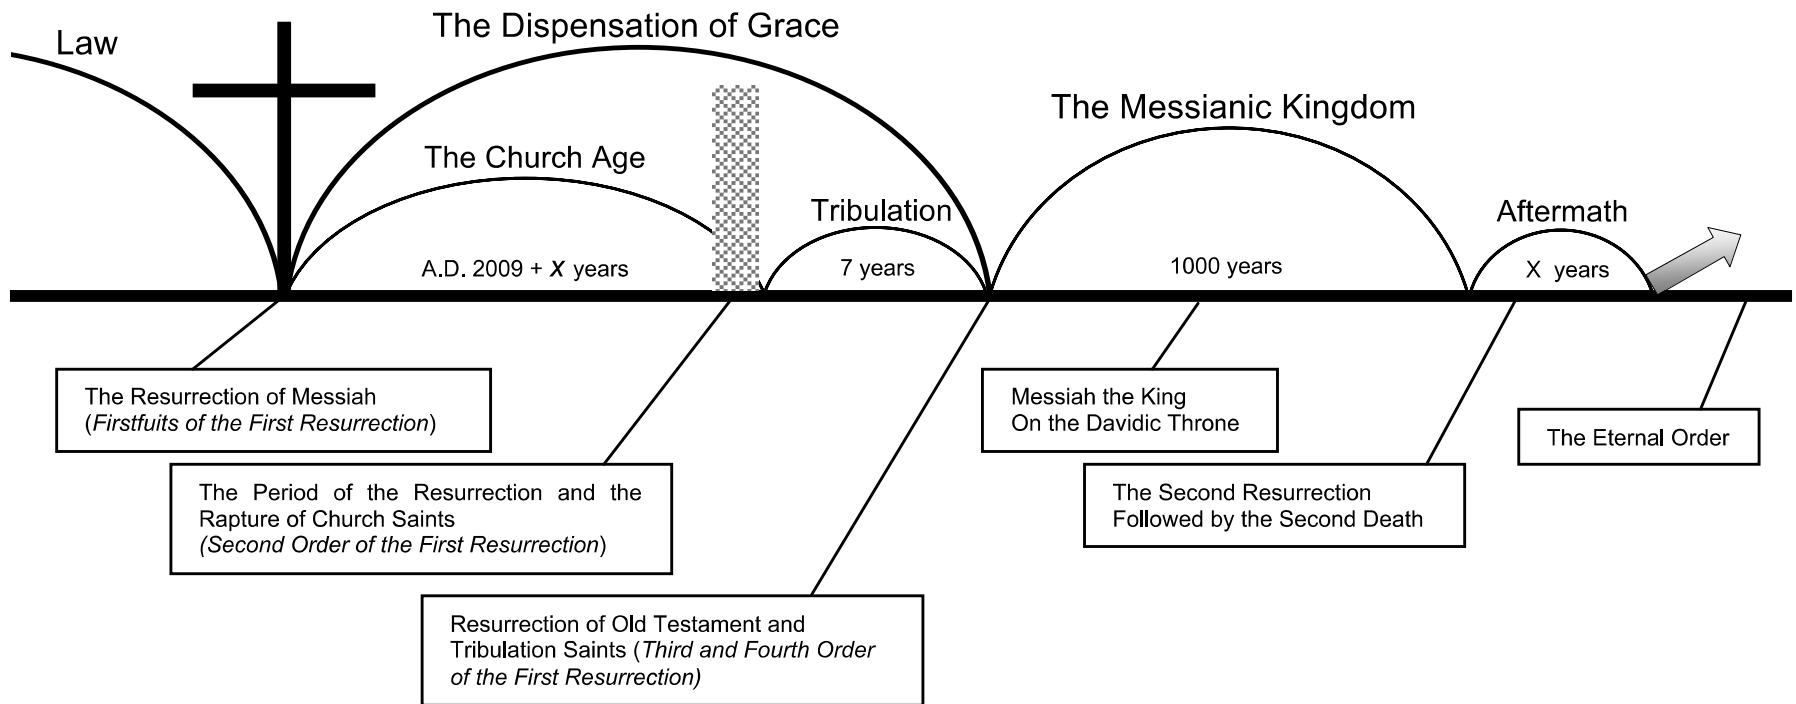 Law
The Dispensation of Grace
The Messianic Kingdom
The Church Age
Tribulation
Aftermath
A.D. 2009 + X years
7 years
1000 years
X years
The Resurrection of Messiah
(Firstfuits of the First Resurrection)
The Period of the Resurrection and the
Rapture of Church Saints
(Second Order of the First Resurrection)
Resurrection of Old Testament and
Tribulation Saints (Third and Fourth Order
of the First Resurrection)
Messiah the King
On the Davidic Throne
The Second Resurrection
Followed by the Second Death
The Eternal Order